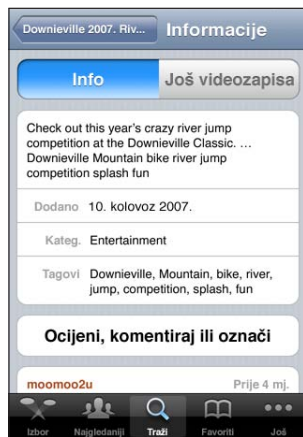 Downieville 2007. Riv...
Informacije
Info
Još videozapisa
Check out this year's crazy river jump
competition at the Downieville Classic. ...
Downieville Mountain bike river jump
competition splash fun
Dodano 10. kolovoz 2007.
Kateg. Entertainment
Tagovi Downieville, Mountain, bike, river,
jump, competition, splash, fun
Ocijeni, komentiraj ili označi
moomoo2u Prije 4 mj.
Izbor Najgledaniji Traži Favoriti Još